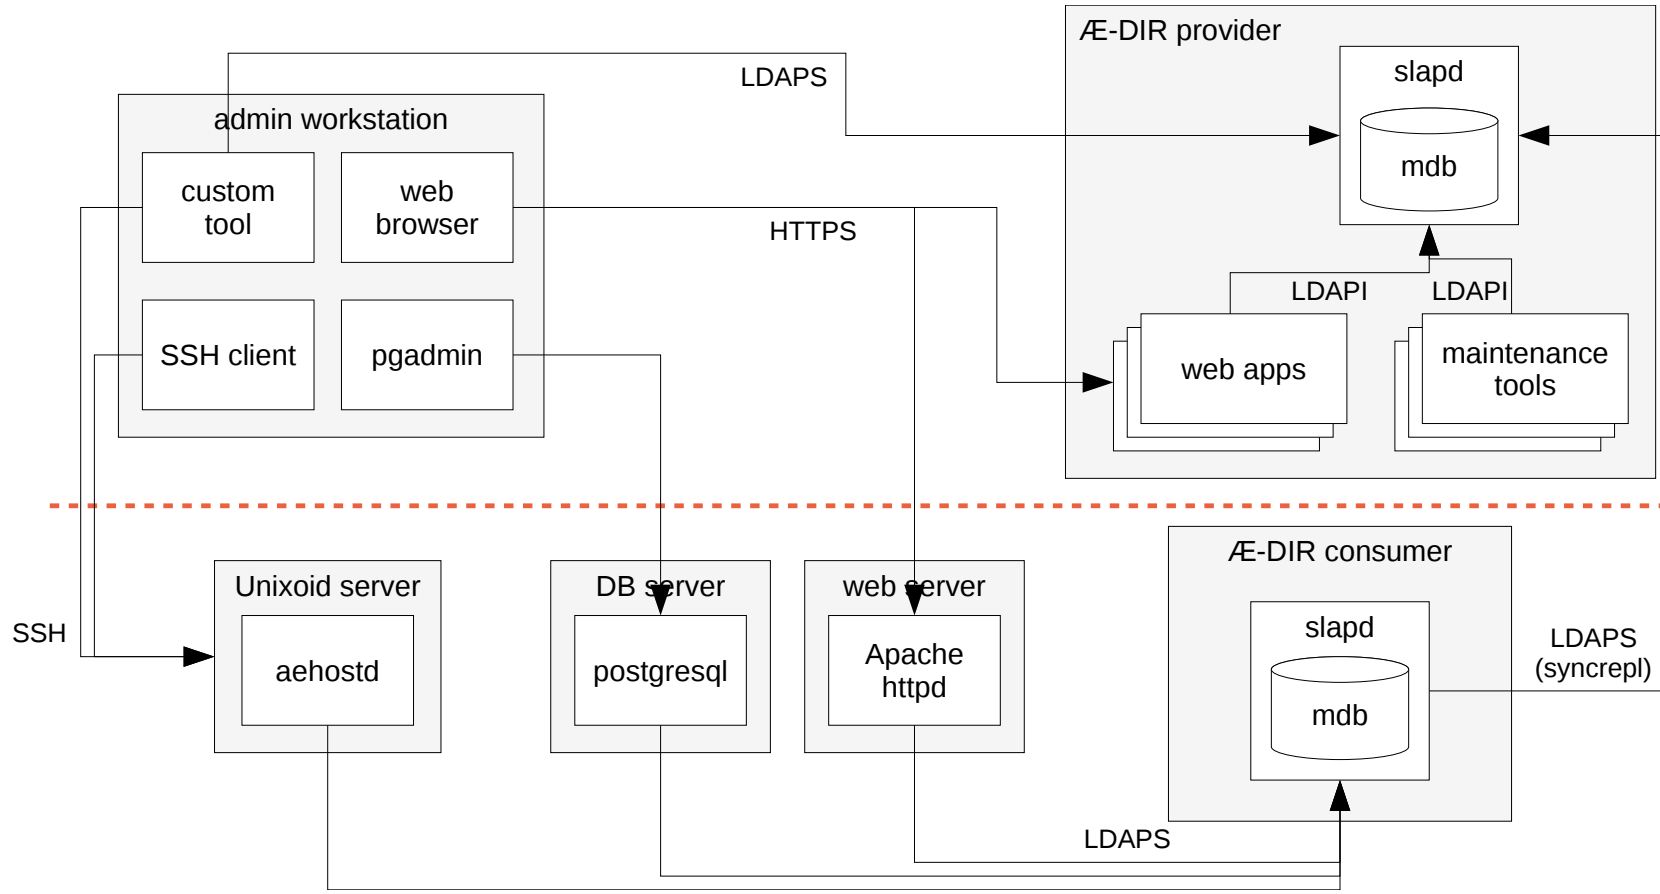 Æ-DIR provider
slapd
mdb
LDAPS
admin workstation
custom
tool
web
browser
HTTPS
LDAPI
LDAPI
SSH client
pgadmin
web apps
maintenance
tools
Æ-DIR consumer
Unixoid server
DB server
web server
SSH
aehostd
postgresql
Apache
httpd
slapd
mdb
LDAPS
(syncrepl)
LDAPS